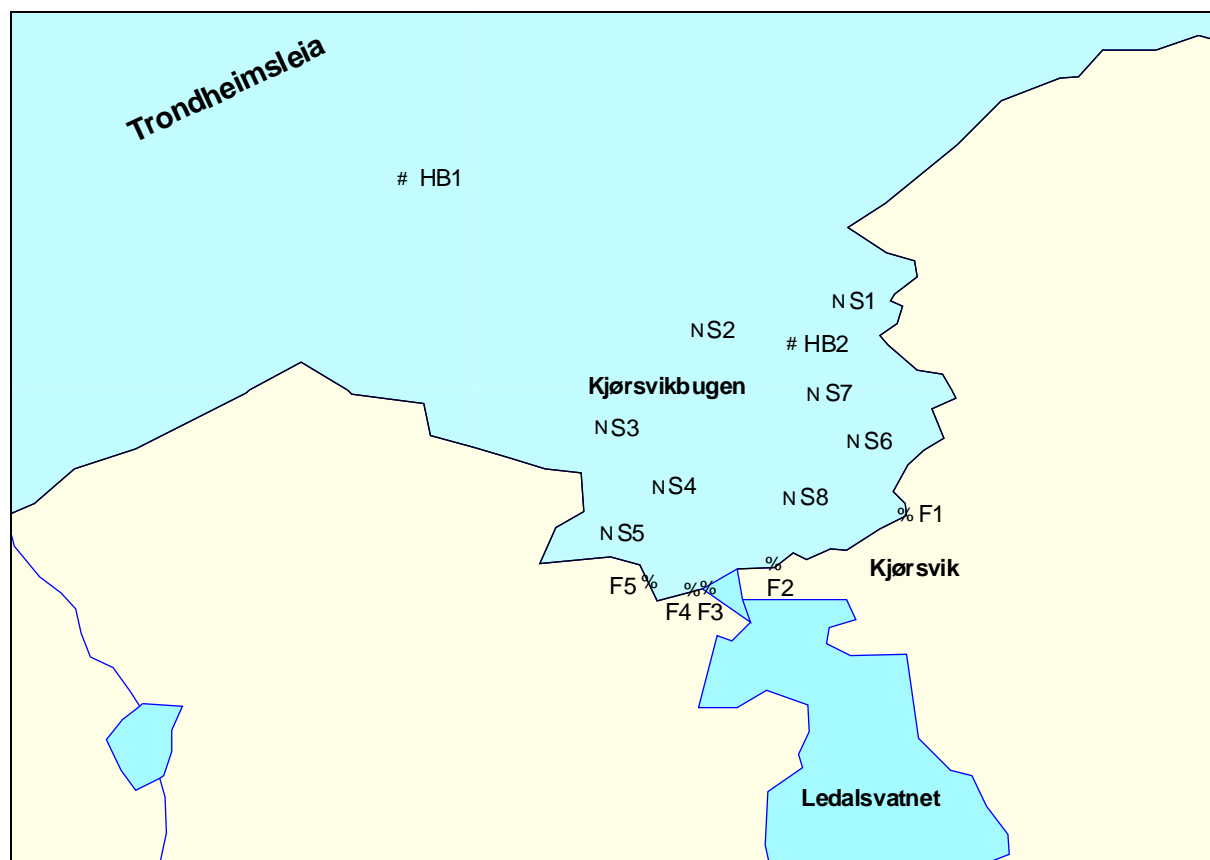 Trondheimsleia
# HB1
N S1
N S2
# HB2
Kjørsvikbugen
N S7
N S3
N S6
N S4
N S8
% F1
N S5
Kjørsvik
F5 %
% F2
% %
F4 F3
Ledalsvatnet